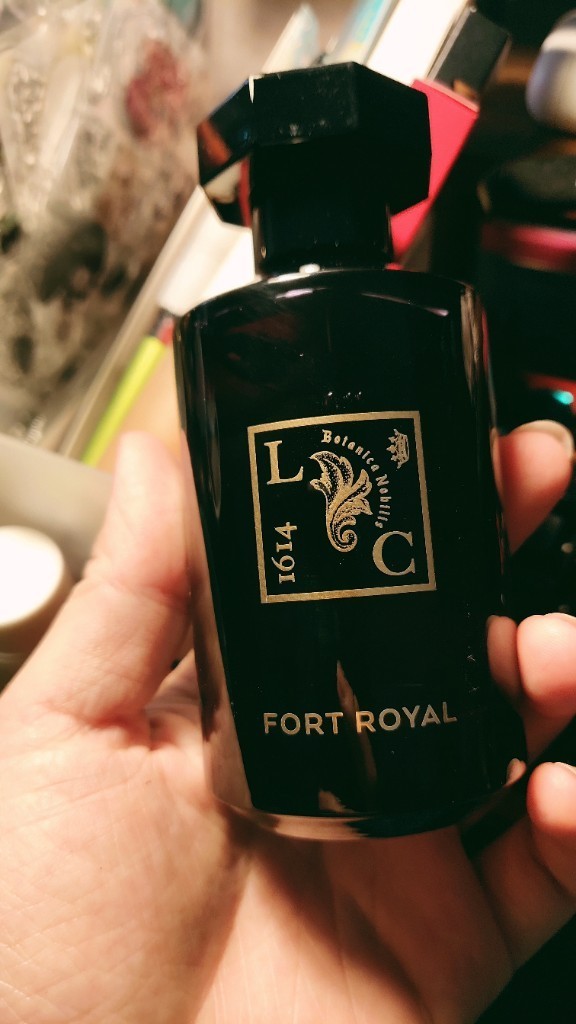 L
Botanica Nobilis
1614
C
FORT ROYAL